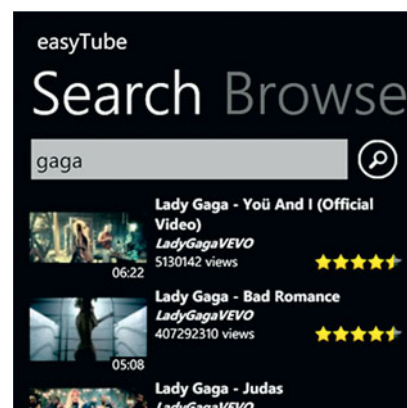 easyTube
Search Browse
gaga
Lady Gaga - Yoü And I (Official
Video)
LadyGagaVEVO
5130142 views
06:22
Lady Gaga - Bad Romance
LadyGagaVEVO
407292310 views
05:08
Lady Gaga - Judas
LadyGagaVEVO